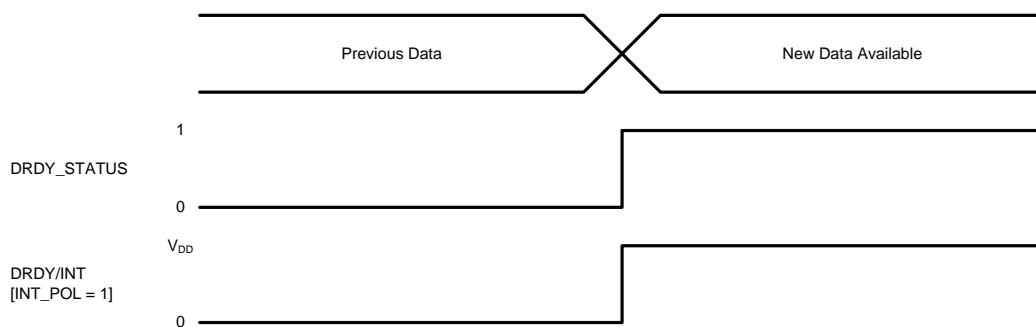 Previous Data
New Data Available
1
DRDY_STATUS
0
VDD
DRDY/INT
[INT_POL = 1]
0